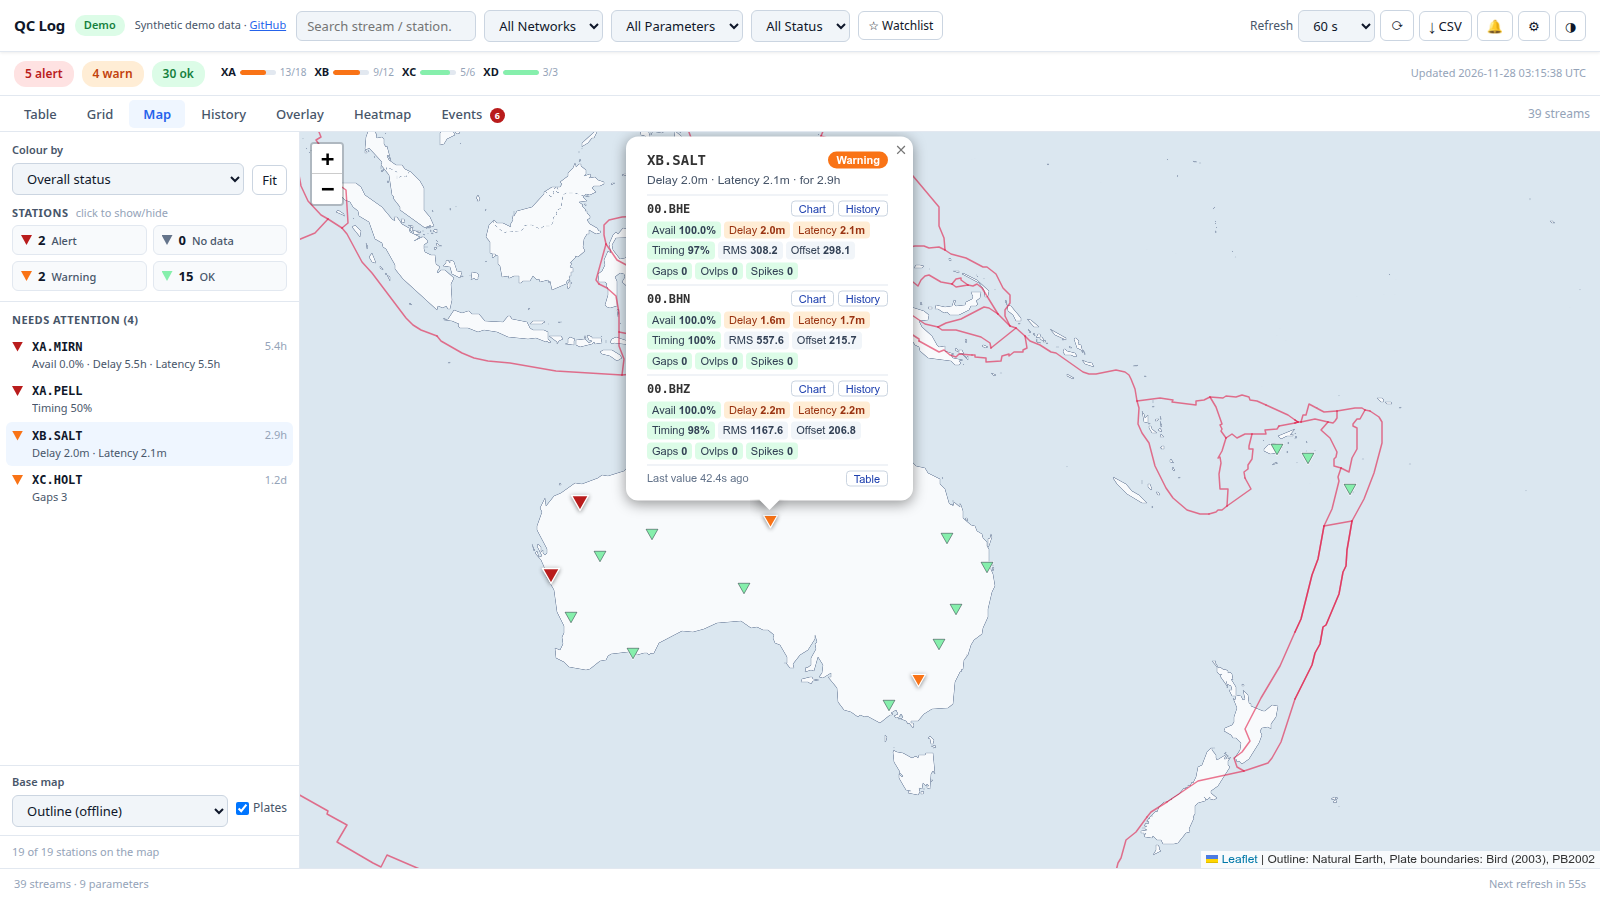 QC Log Demo Synthetic demo data · GitHub Search stream / station. All Networks All Parameters All Status ☆ Watchlist Refresh 60 s ⟳ ↓ CSV 🔔 ⚙ ◑
5 alert 4 warn 30 ok XA 13/18 XB 9/12 XC 5/6 XD 3/3 Updated 2026-11-28 03:15:38 UTC
Table Grid Map History Overlay Heatmap Events 6 39 streams
Colour by
Overall status Fit
STATIONS click to show/hide
2 Alert 0 No data
2 Warning 15 OK
NEEDS ATTENTION (4)
XA.MIRN 5.4h
Avail 0.0% · Delay 5.5h · Latency 5.5h
XA.PELL
Timing 50%
XB.SALT 2.9h
Delay 2.0m · Latency 2.1m
XC.HOLT 1.2d
Gaps 3
Base map
Outline (offline) Plates
19 of 19 stations on the map
+
−
XB.SALT Warning ×
Delay 2.0m · Latency 2.1m · for 2.9h
00.BHE Chart History
Avail 100.0% Delay 2.0m Latency 2.1m
Timing 97% RMS 308.2 Offset 298.1
Gaps 0 Ovlps 0 Spikes 0
00.BHN Chart History
Avail 100.0% Delay 1.6m Latency 1.7m
Timing 100% RMS 557.6 Offset 215.7
Gaps 0 Ovlps 0 Spikes 0
00.BHZ Chart History
Avail 100.0% Delay 2.2m Latency 2.2m
Timing 98% RMS 1167.6 Offset 206.8
Gaps 0 Ovlps 0 Spikes 0
Last value 42.4s ago Table
Leaflet | Outline: Natural Earth, Plate boundaries: Bird (2003), PB2002
39 streams · 9 parameters Next refresh in 55s